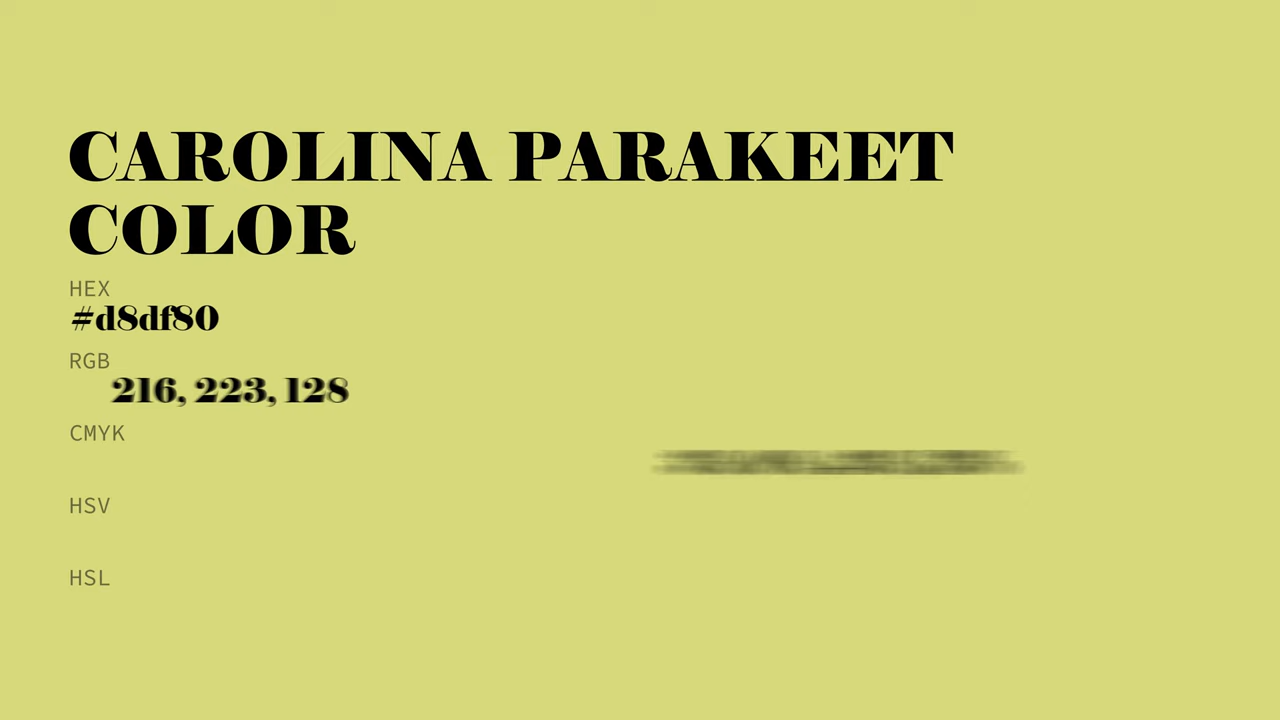 CAROLINA PARAKEET
COLOR
HEX
#d8df80
RGB
216, 223, 128
CMYK
HSV
HSL